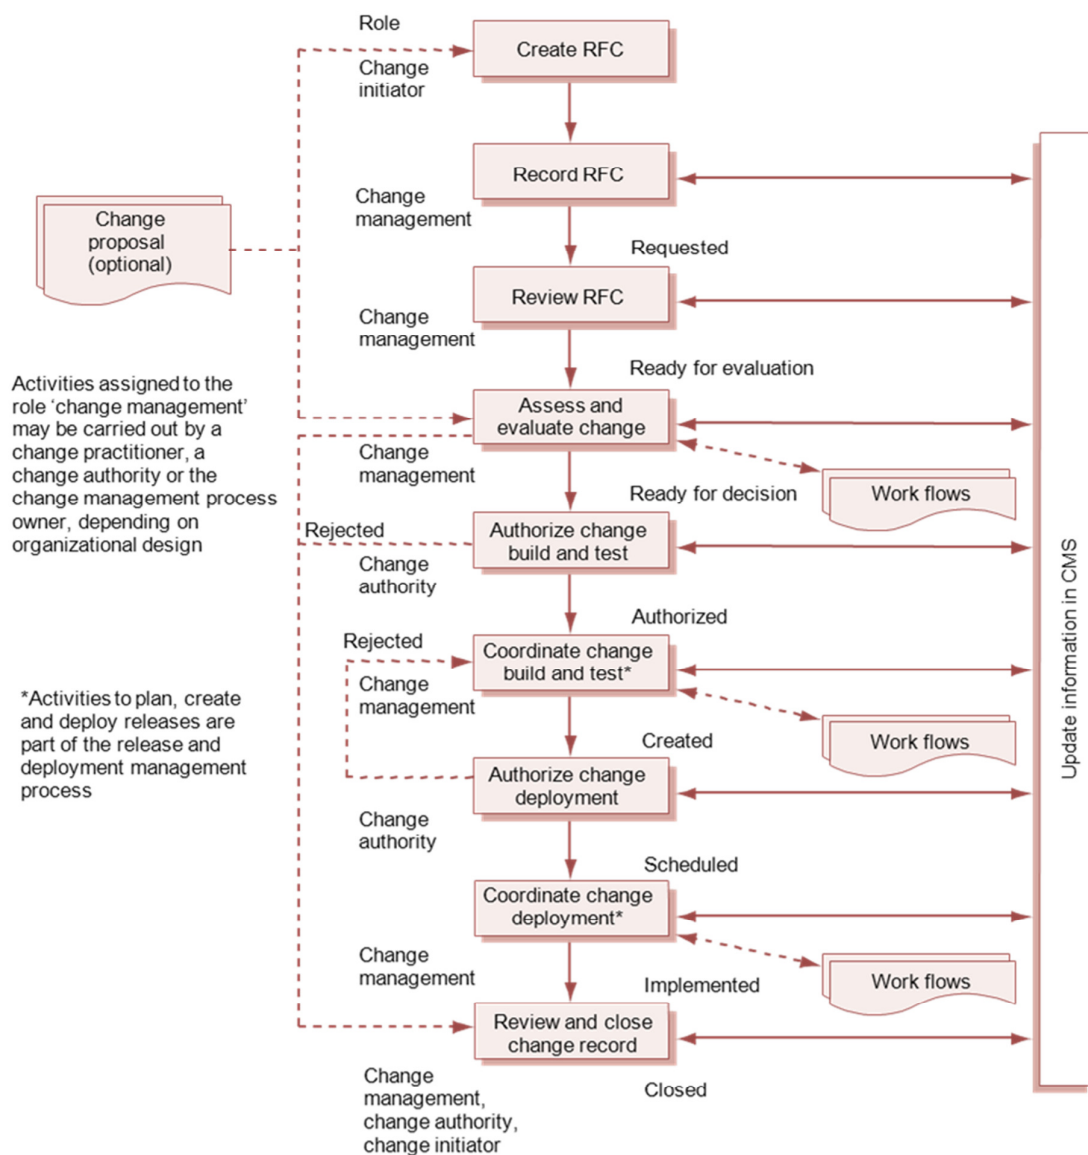 Role
Create RFC
Change
initiator
Record RFC
Change
management
Change
proposal
(optional)
Requested
Review RFC
Change
management
Ready for evaluation
Activities assigned to the
role ‘change management’
may be carried out by a
change practitioner, a
change authority or the
change management process
owner, depending on
organizational design
Assess and
evaluate change
Change
management
Work flows
Ready for decision
Rejected
Authorize change
build and test
Change
authority
Authorized
Rejected
Coordinate change
build and test*
Change
management
*Activities to plan, create
and deploy releases are
part of the release and
deployment management
process
Work flows
Created
Authorize change
deployment
Change
authority
Scheduled
Coordinate change
deployment*
Change
management
Work flows
Implemented
Review and close
change record
Change
management,
change authority,
change initiator
Closed
Update information in CMS